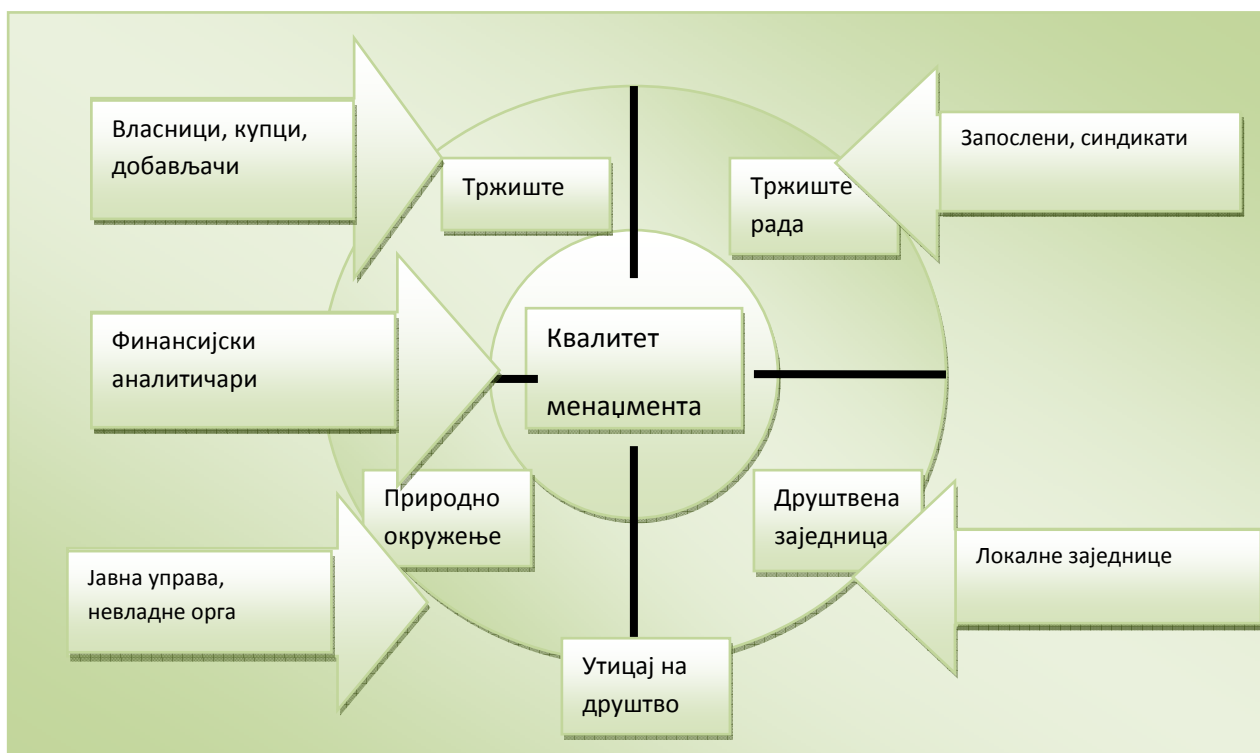 Власници, купци,
добављачи
Тржиште
Тржиште
рада
Запослени, синдикати
Финансијски
аналитичари
Квалитет
менаџмента
Природно
окружење
Друштвена
заједница
Јавна управа,
невладне орга
Локалне заједнице
Утицај на
друштво